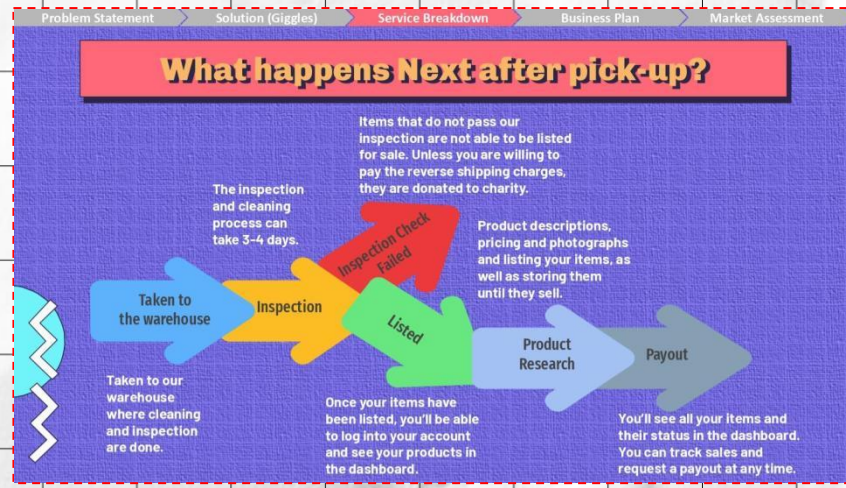 Problem Statement
Solution (Giggles)
Service Breakdown
Business Plan
Market Assessment
What happens Next after pick-up?
Items that do not pass our
inspection are not able to be listed
for sale. Unless you are willing to
pay the reverse shipping charges,
they are donated to charity.
The inspection
and cleaning
process can
take 3-4 days.
Inspection Check
Failed
Product descriptions,
pricing and photographs
and listing your items, as
well as storing them
until they sell.
Taken to
the warehouse
Inspection
Listed
Product
Research
Payout
Taken to our
warehouse
where cleaning
and inspection
are done.
Once your items have
been listed, you'll be able
to log into your account
and see your products in
the dashboard.
You'll see all your items and
their status in the dashboard.
You can track sales and
request a payout at any time.